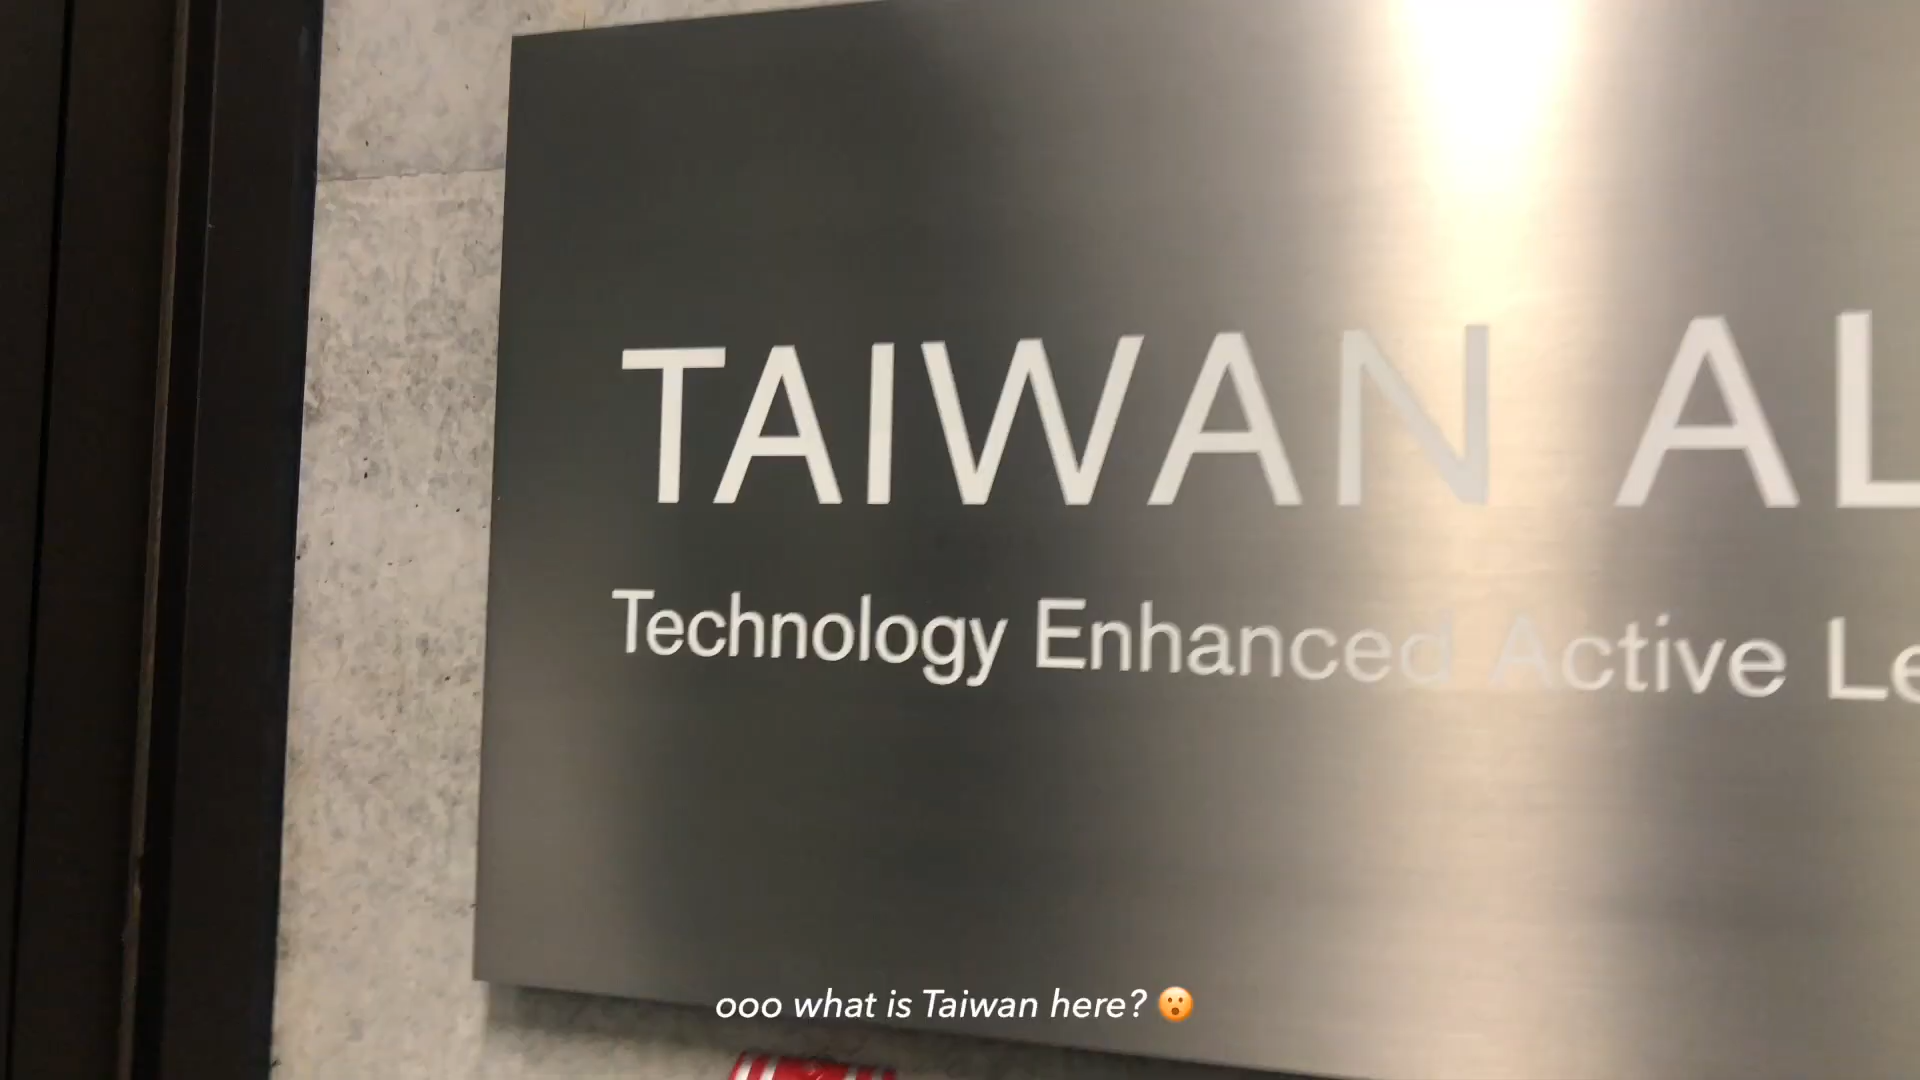 TAIWAN AL
Technology Enhanced Active Le
ooo what is Taiwan here? 😮